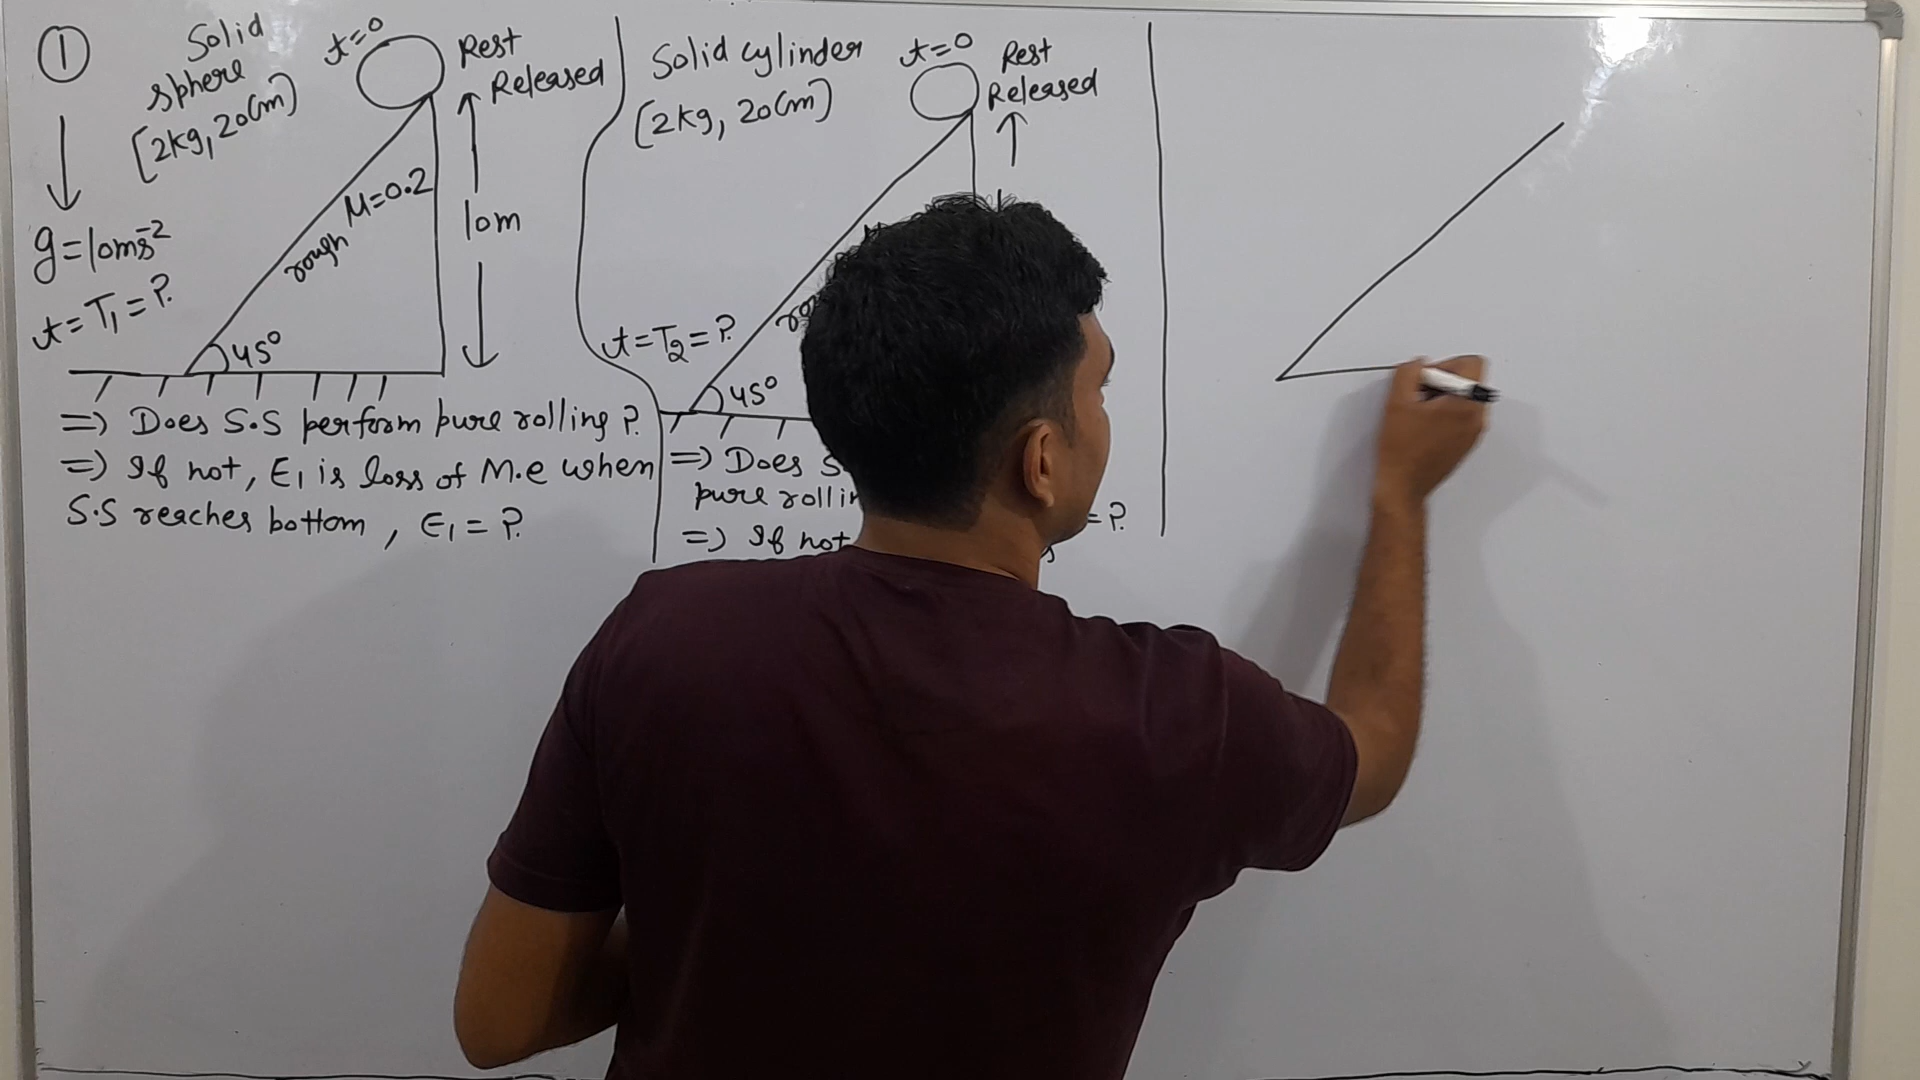 ①
Solid
sphere
[2kg, 20cm)
t=0
Rest
Released
g=10ms⁻²
t=T₁=?
rough
M=0.2
10m
45°
=) Does S.S perform pure rolling ?
=) If not, E₁ is loss of M.e when
S.S reaches bottom , E₁ = ?
Solid cylinder
[2kg, 20cm)
t=0
Rest
Released
t=T₂=?
45°
=) Does S
pure rollin
=) If not
= ?